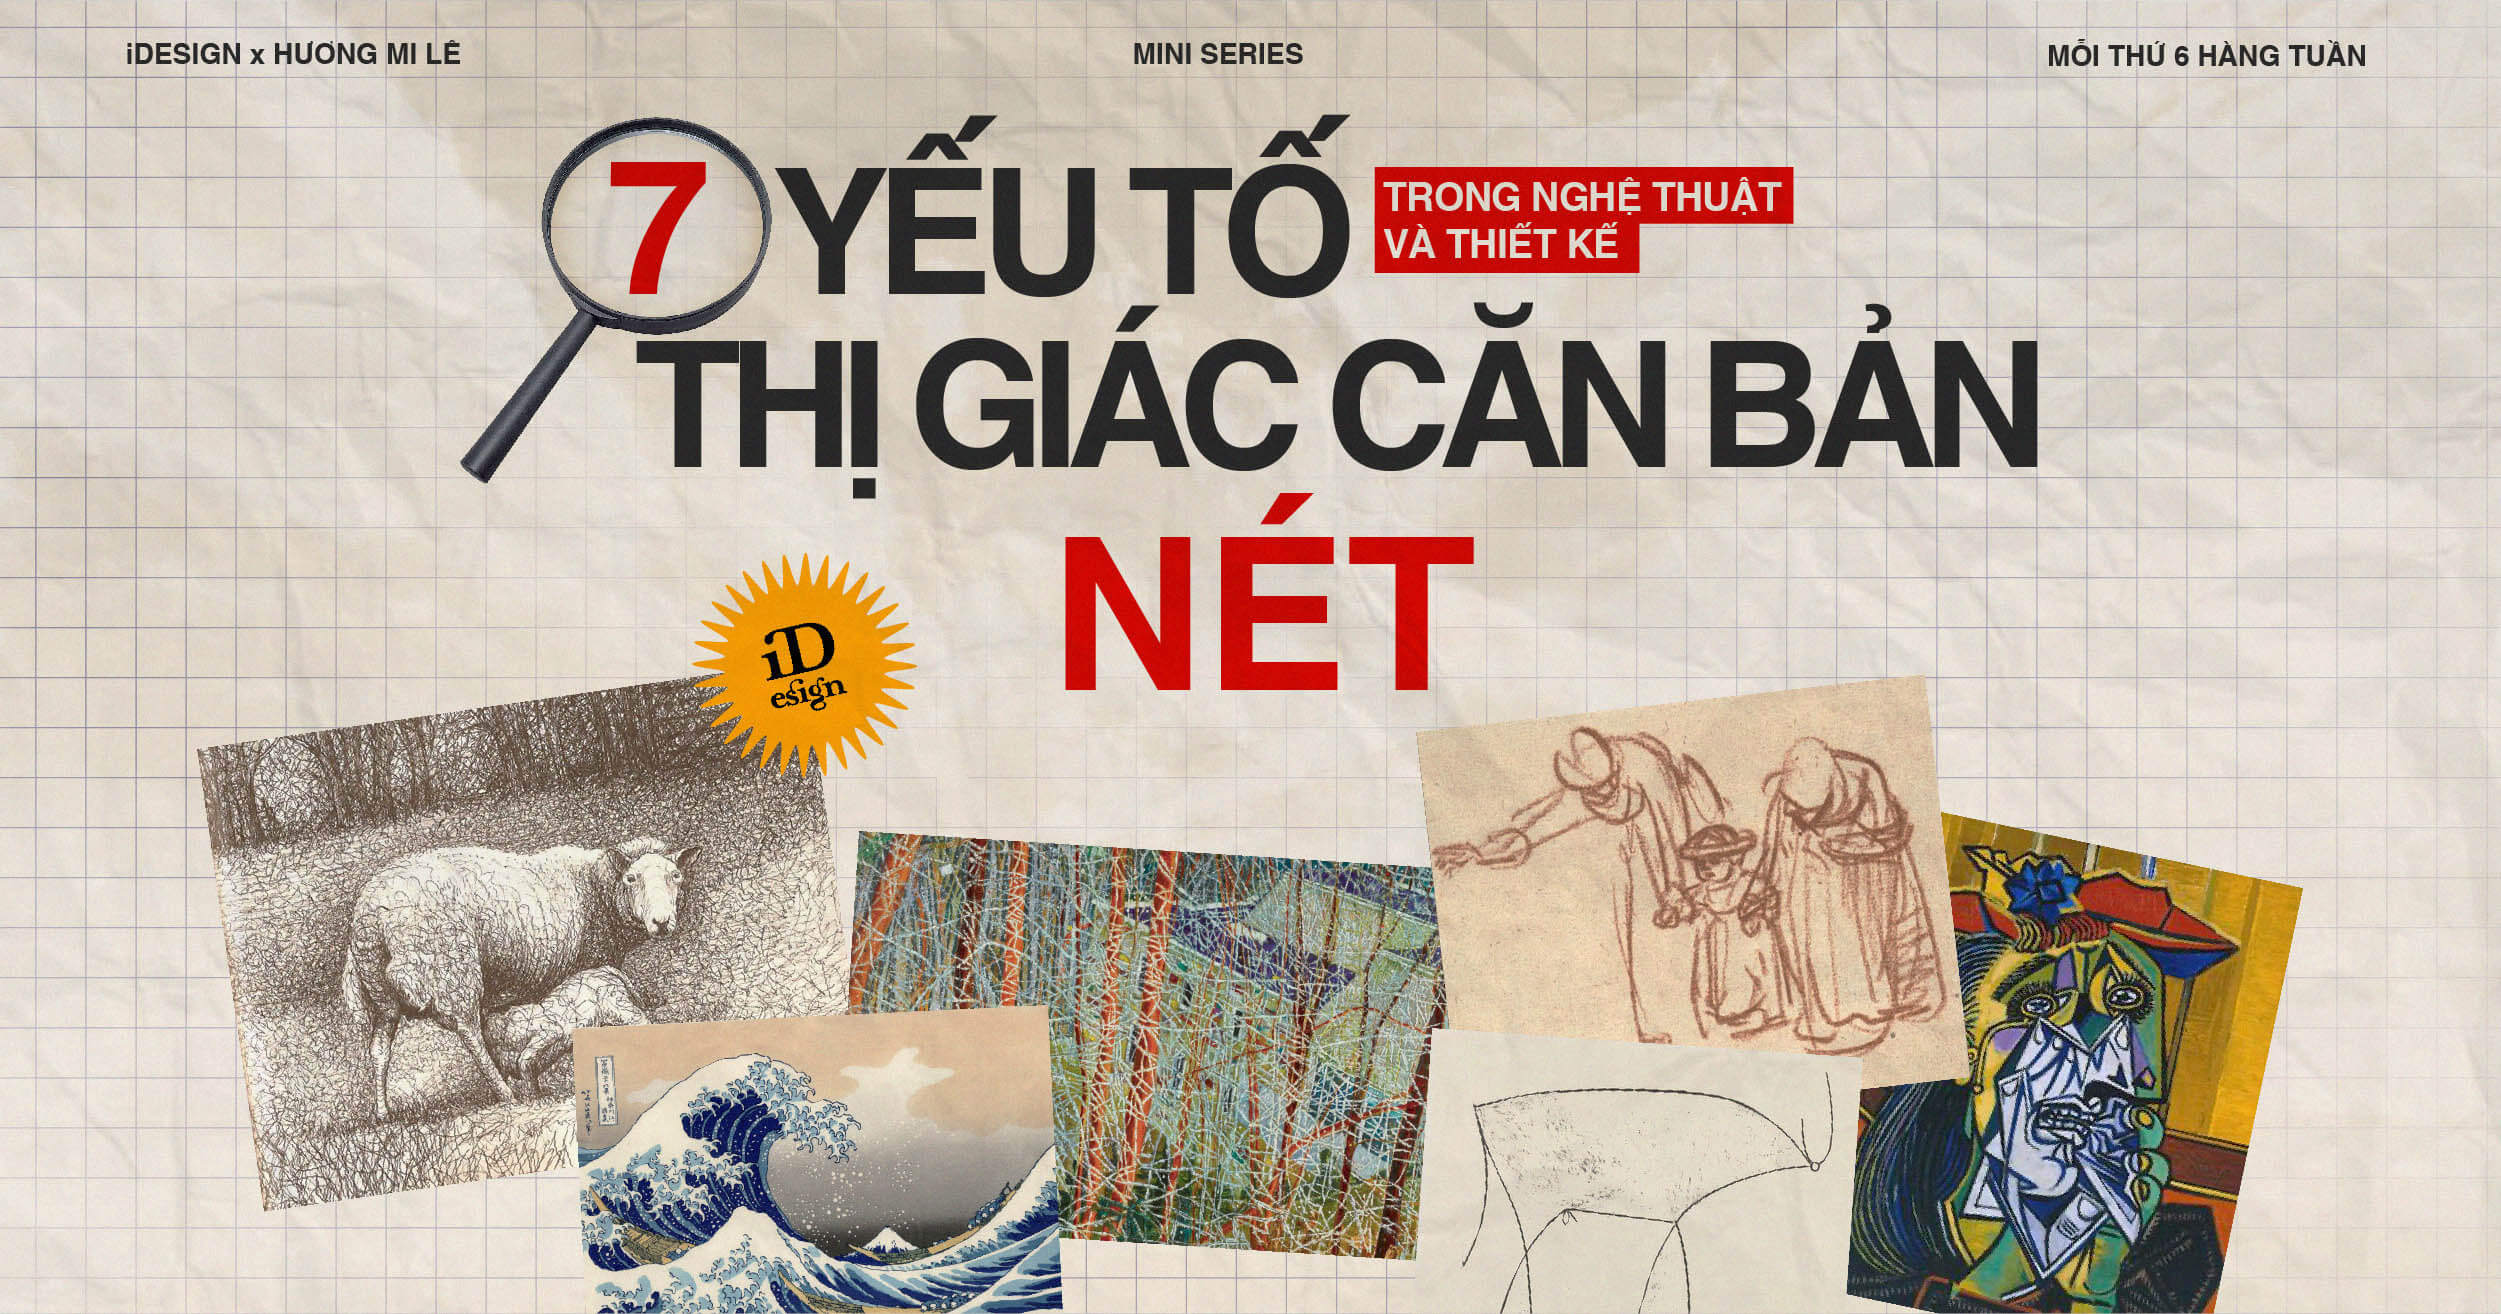 iDESIGN x HƯƠNG MI LÊ
MINI SERIES
MỖI THỨ 6 HÀNG TUẦN
7 YẾU TỐ
TRONG NGHỆ THUẬT
VÀ THIẾT KẾ
THỊ GIÁC CĂN BẢN
NÉT
iD
esign